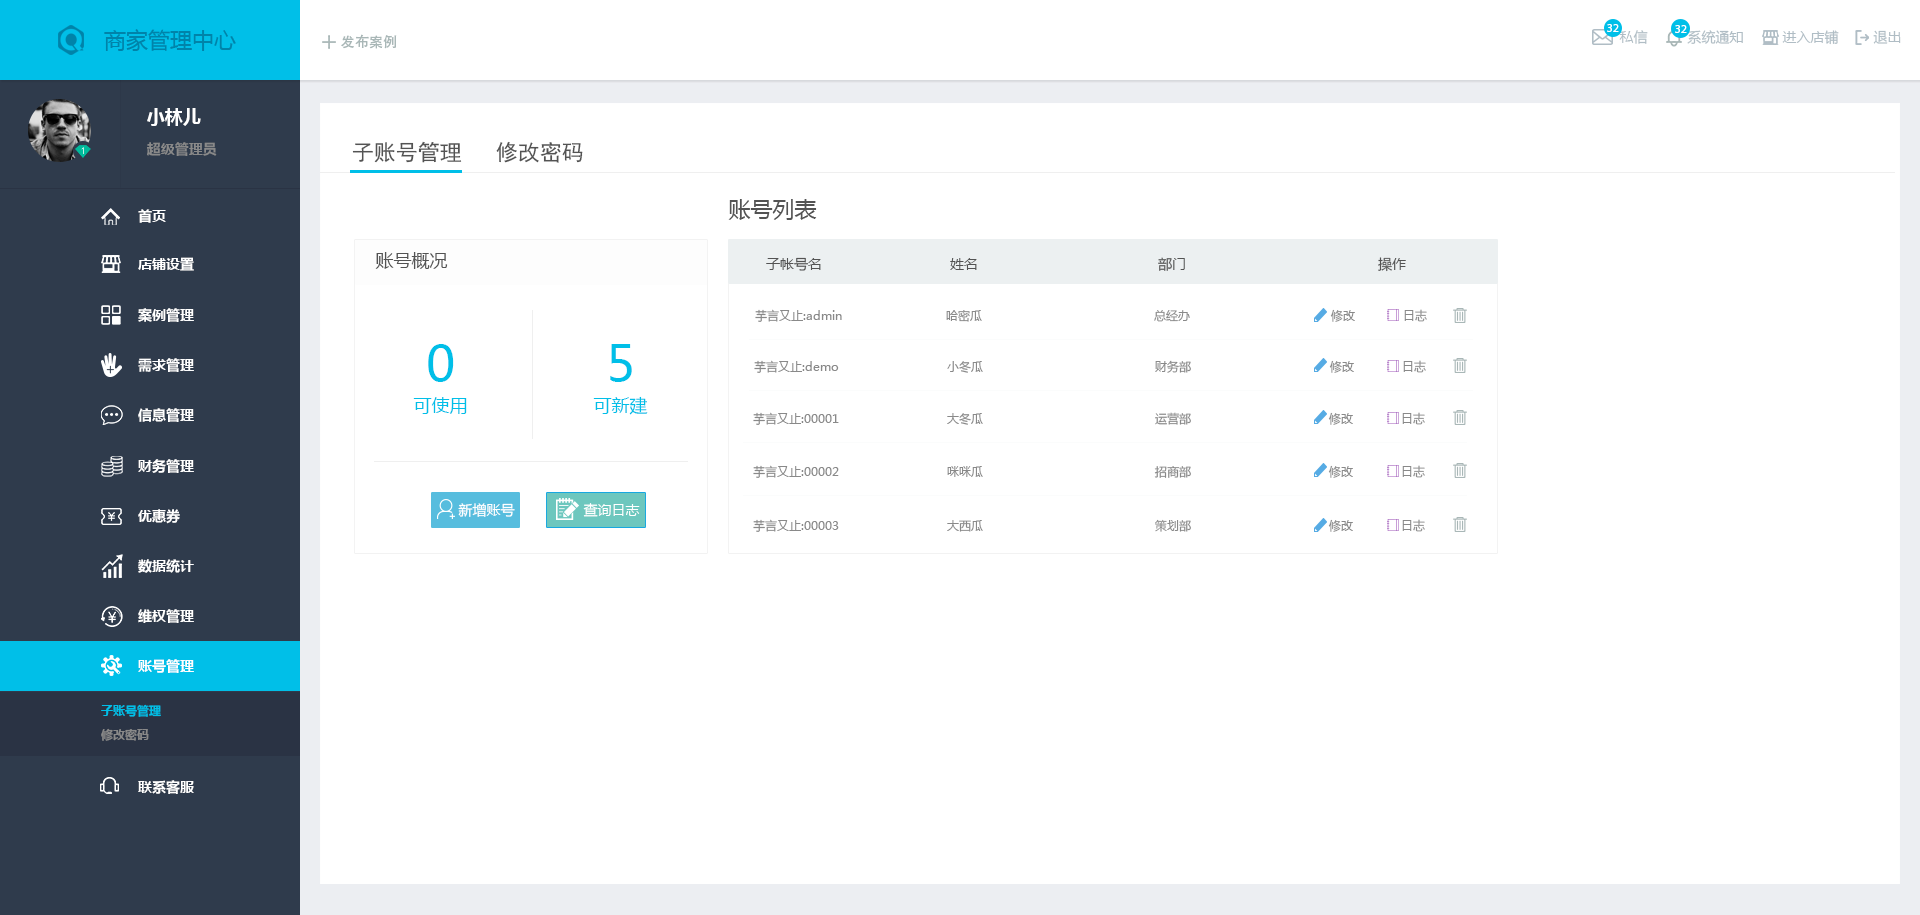 商家管理中心
发布案例
32 私信
32 系统通知
进入店铺
退出
小林儿
超级管理员
1
首页
店铺设置
案例管理
需求管理
信息管理
财务管理
优惠券
数据统计
维权管理
账号管理
子账号管理
修改密码
联系客服
子账号管理 修改密码
账号概况
0 5
可使用 可新建
新增账号 查询日志
账号列表
子帐号名 姓名 部门 操作
芋言又止:admin 哈密瓜 总经办 修改 日志
芋言又止:demo 小冬瓜 财务部 修改 日志
芋言又止:00001 大冬瓜 运营部 修改 日志
芋言又止:00002 咪咪瓜 招商部 修改 日志
芋言又止:00003 大西瓜 策划部 修改 日志